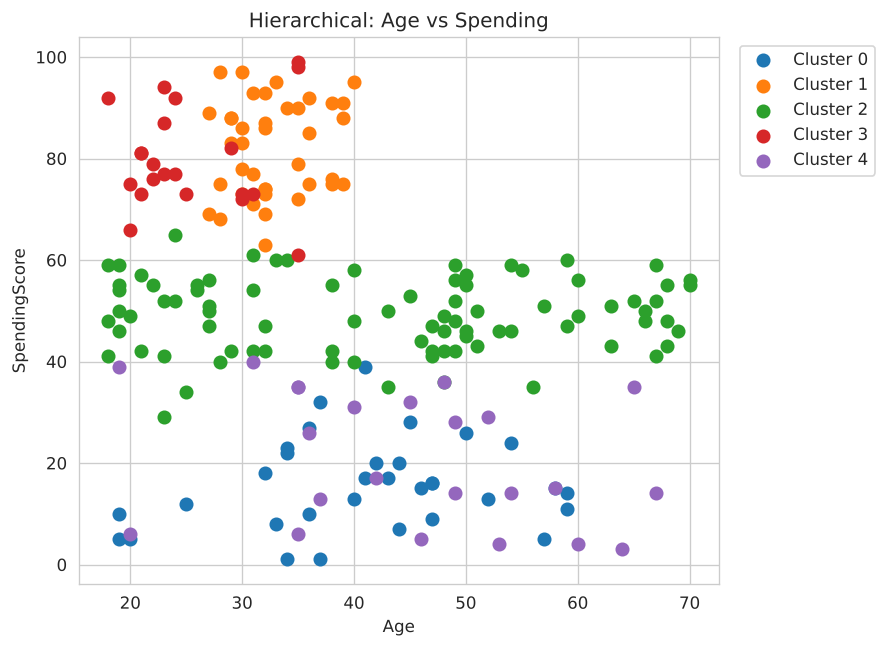 Hierarchical: Age vs Spending
100
80
60
40
20
0
SpendingScore
20 30 40 50 60 70
Age
Cluster 0
Cluster 1
Cluster 2
Cluster 3
Cluster 4